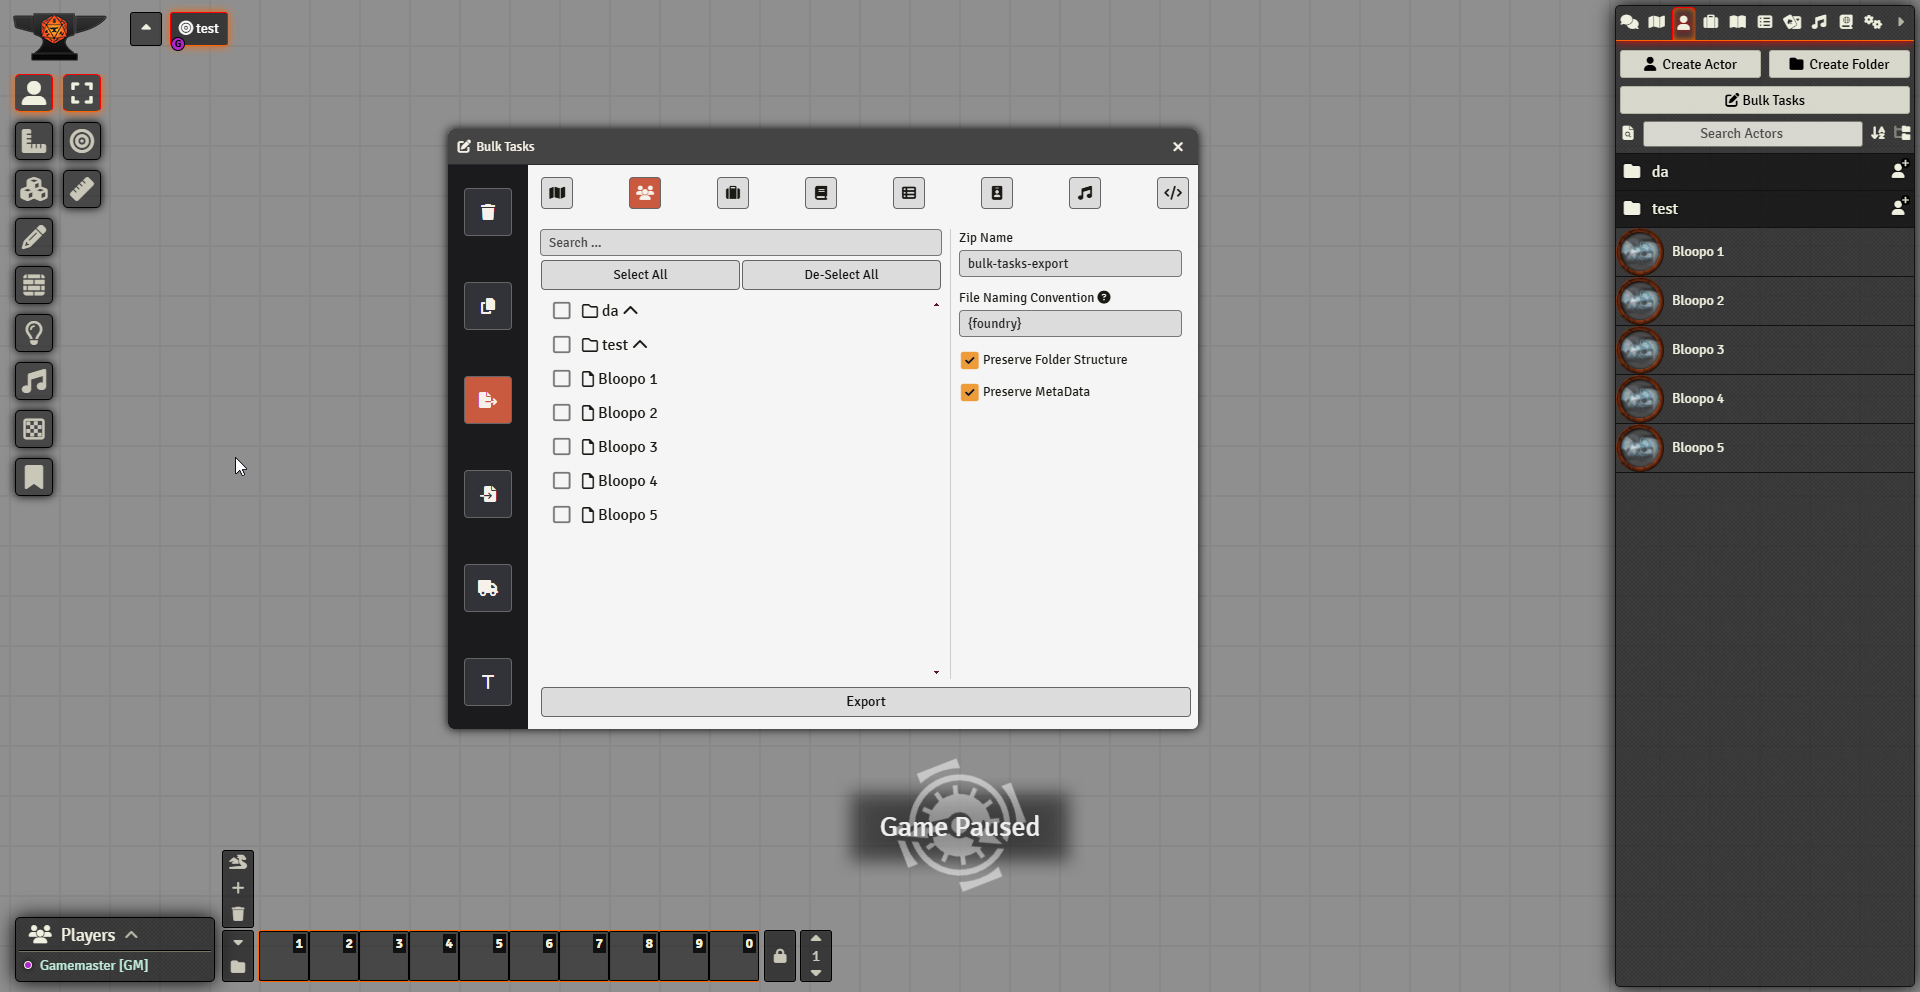 test
G
Bulk Tasks
Search ...
Select All
De-Select All
da
test
Bloopo 1
Bloopo 2
Bloopo 3
Bloopo 4
Bloopo 5
Zip Name
bulk-tasks-export
File Naming Convention ?
{foundry}
Preserve Folder Structure
Preserve MetaData
Export
T
Game Paused
Players
Gamemaster [GM]
1 2 3 4 5 6 7 8 9 0
1
Create Actor
Create Folder
Bulk Tasks
Search Actors
da
test
Bloopo 1
Bloopo 2
Bloopo 3
Bloopo 4
Bloopo 5